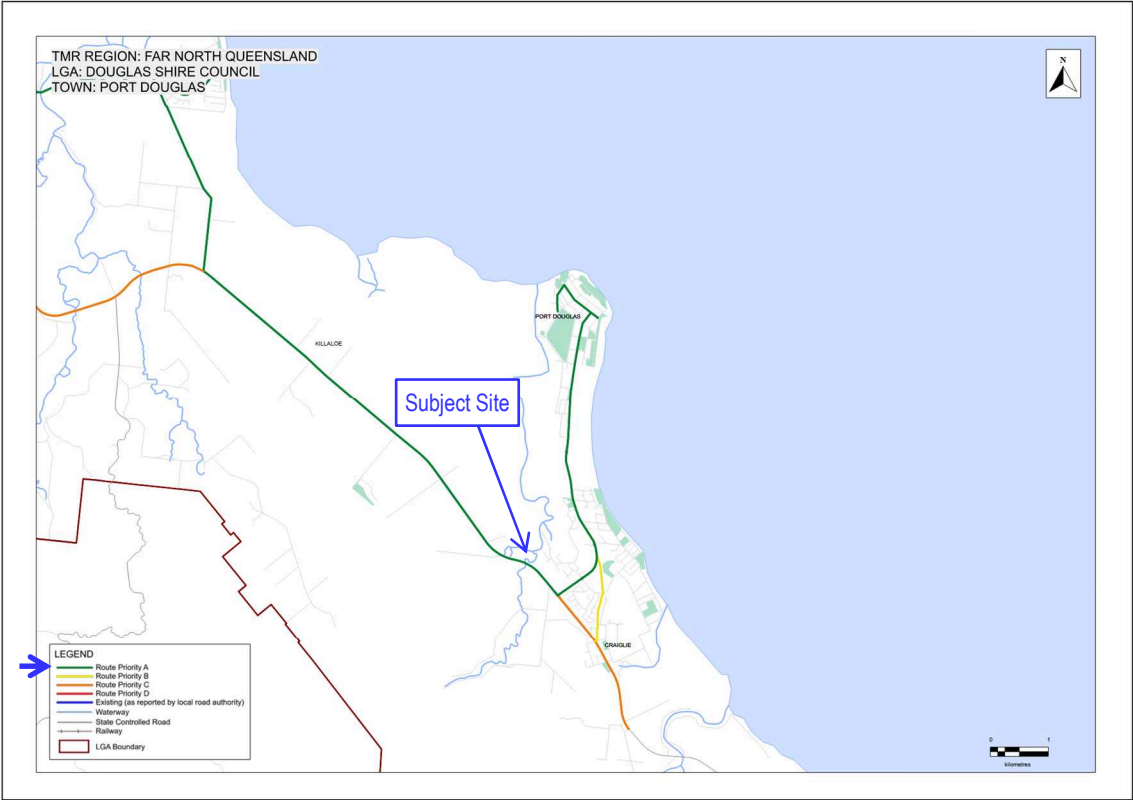 TMR REGION: FAR NORTH QUEENSLAND
LGA: DOUGLAS SHIRE COUNCIL
TOWN: PORT DOUGLAS
N
PORT DOUGLAS
KILLALOE
Subject Site
CRAIGLIE
LEGEND
Route Priority A
Route Priority B
Route Priority C
Route Priority D
Existing (as reported by local road authority)
Waterway
State Controlled Road
Railway
LGA Boundary
0 1
kilometres